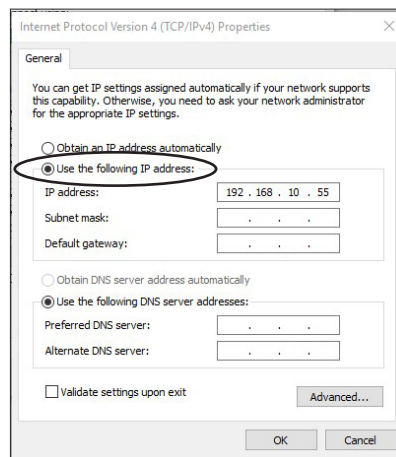 Internet Protocol Version 4 (TCP/IPv4) Properties
General
You can get IP settings assigned automatically if your network supports
this capability. Otherwise, you need to ask your network administrator
for the appropriate IP settings.
Obtain an IP address automatically
Use the following IP address:
IP address: 192 . 168 . 10 . 55
Subnet mask: . . .
Default gateway: . . .
Obtain DNS server address automatically
Use the following DNS server addresses:
Preferred DNS server: . . .
Alternate DNS server: . . .
Validate settings upon exit
Advanced...
OK Cancel